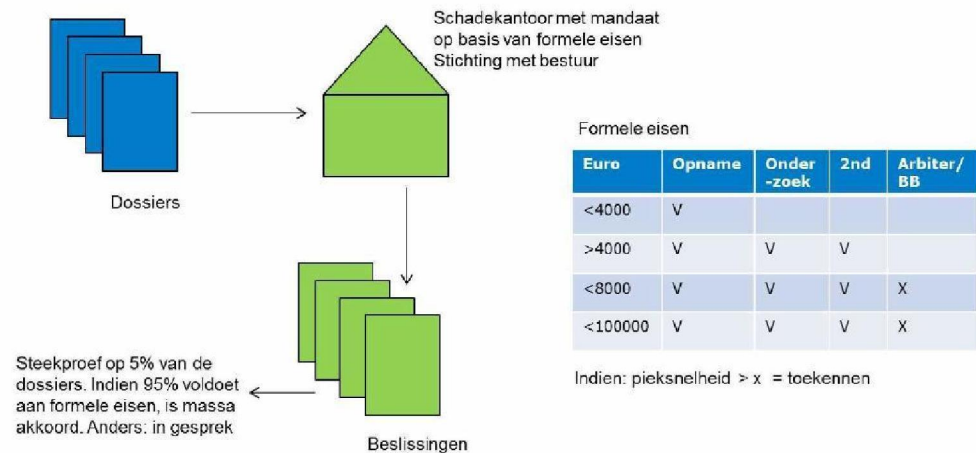 Schadekantoor met mandaat
op basis van formele eisen
Stichting met bestuur
Dossiers
Formele eisen
Euro Opname Onder-zoek 2nd Arbiter/BB
<4000 V
>4000 V V V
<8000 V V V X
<100000 V V V X
Indien: pieksnelheid > x = toekennen
Steekproef op 5% van de
dossiers. Indien 95% voldoet
aan formele eisen, is massa
akkoord. Anders: in gesprek
Beslissingen